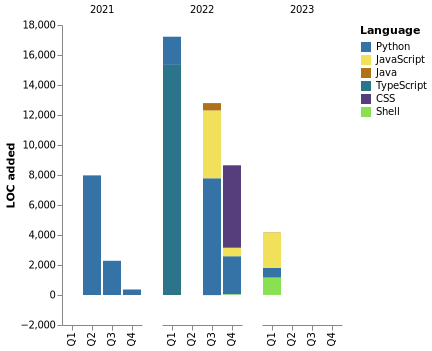 2021 2022 2023
Language
Python
JavaScript
Java
TypeScript
CSS
Shell
LOC added
18,000
16,000
14,000
12,000
10,000
8,000
6,000
4,000
2,000
0
−2,000
Q1 Q2 Q3 Q4 Q1 Q2 Q3 Q4 Q1 Q2 Q3 Q4